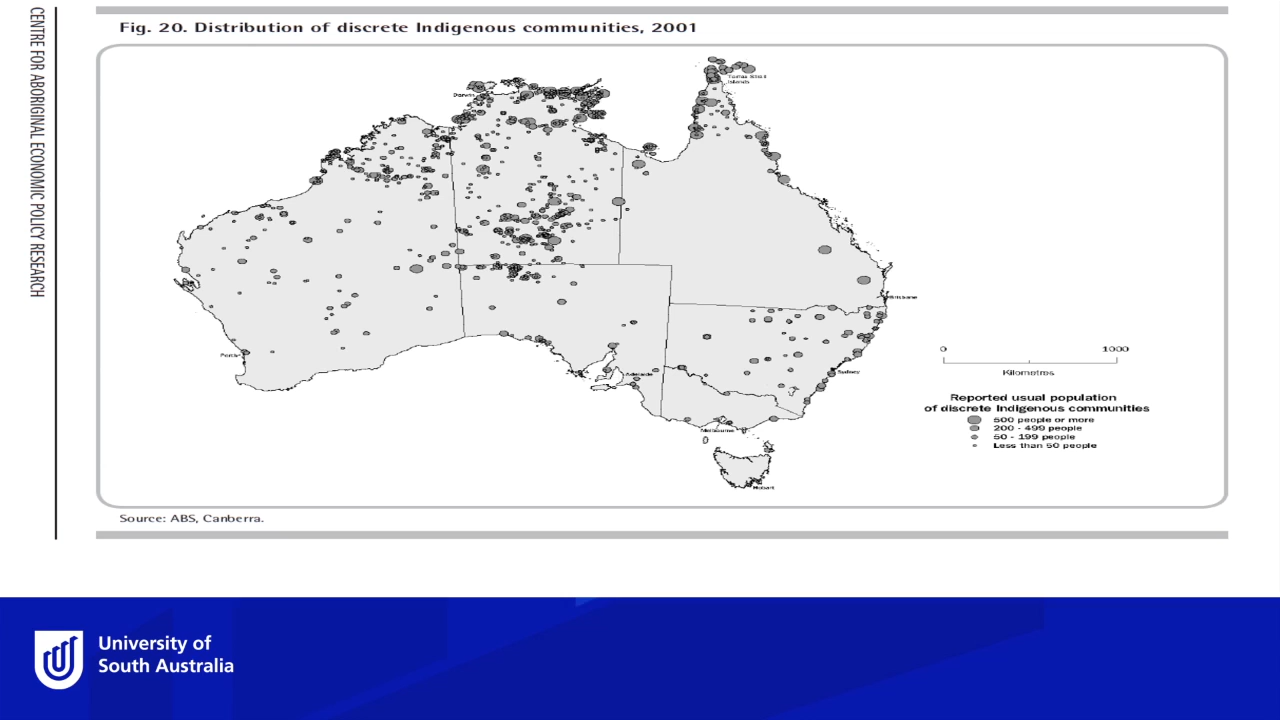 CENTRE FOR ABORIGINAL ECONOMIC POLICY RESEARCH
Fig. 20. Distribution of discrete Indigenous communities, 2001
Torres Strait
Islands
Darwin
Brisbane
Perth
Adelaide
Sydney
Melbourne
Hobart
0 1000
Kilometres
Reported usual population
of discrete Indigenous communities
500 people or more
200 - 499 people
50 - 199 people
Less than 50 people
Source: ABS, Canberra.
University of
South Australia